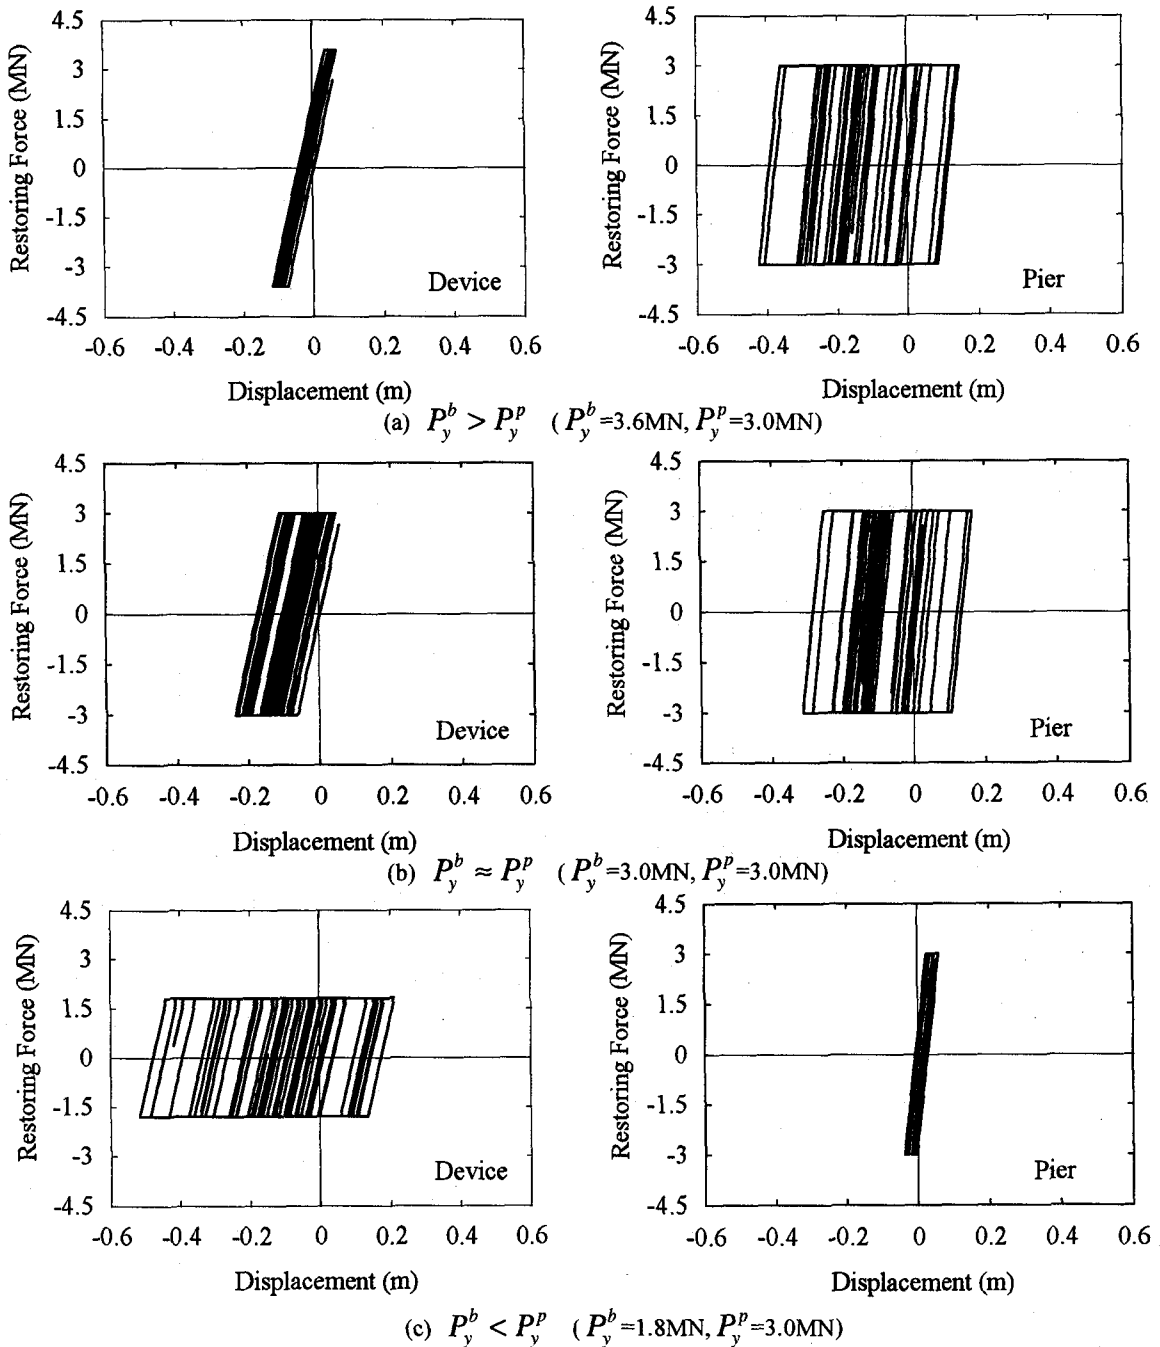 4.5
3
1.5
0
-1.5
-3
-4.5
Restoring Force (MN)
Device
-0.6 -0.4 -0.2 0 0.2 0.4 0.6
Displacement (m)
4.5
3
1.5
0
-1.5
-3
-4.5
Restoring Force (MN)
Pier
-0.6 -0.4 -0.2 0 0.2 0.4 0.6
Displacement (m)
(a) P_y^b > P_y^p ( P_y^b =3.6MN, P_y^p =3.0MN)
4.5
3
1.5
0
-1.5
-3
-4.5
Restoring Force (MN)
Device
-0.6 -0.4 -0.2 0 0.2 0.4 0.6
Displacement (m)
4.5
3
1.5
0
-1.5
-3
-4.5
Restoring Force (MN)
Pier
-0.6 -0.4 -0.2 0 0.2 0.4 0.6
Displacement (m)
(b) P_y^b ≈ P_y^p ( P_y^b =3.0MN, P_y^p =3.0MN)
4.5
3
1.5
0
-1.5
-3
-4.5
Restoring Force (MN)
Device
-0.6 -0.4 -0.2 0 0.2 0.4 0.6
Displacement (m)
4.5
3
1.5
0
-1.5
-3
-4.5
Restoring Force (MN)
Pier
-0.6 -0.4 -0.2 0 0.2 0.4 0.6
Displacement (m)
(c) P_y^b < P_y^p ( P_y^b =1.8MN, P_y^p =3.0MN)